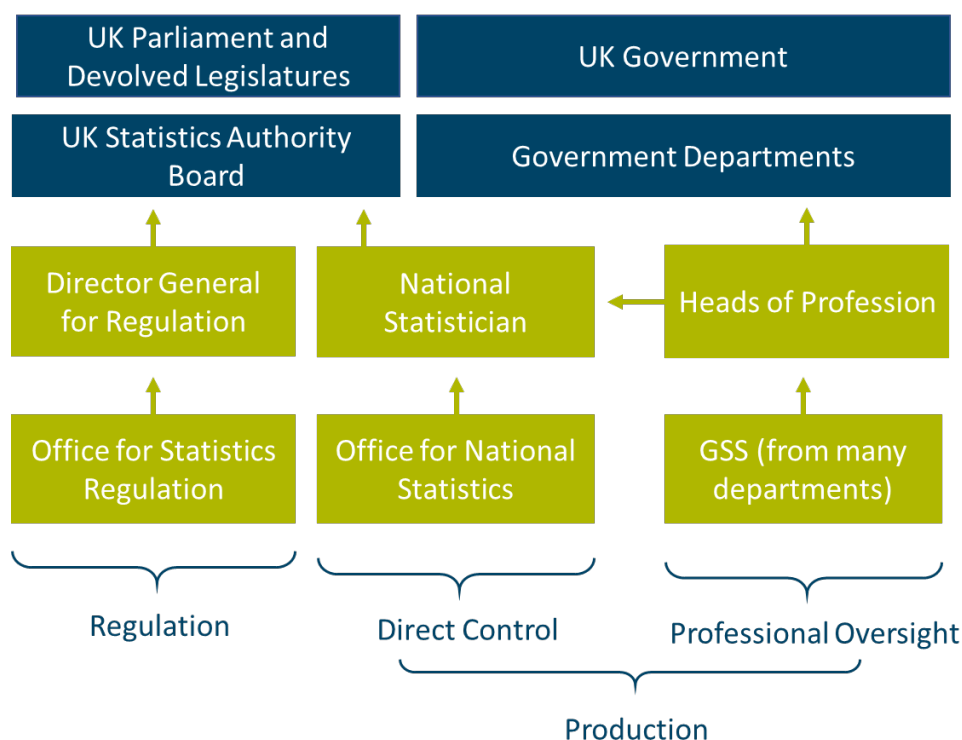 UK Parliament and
Devolved Legislatures
UK Government
UK Statistics Authority
Board
Government Departments
Director General
for Regulation
National
Statistician
Heads of Profession
Office for Statistics
Regulation
Office for National
Statistics
GSS (from many
departments)
Regulation
Direct Control
Professional Oversight
Production